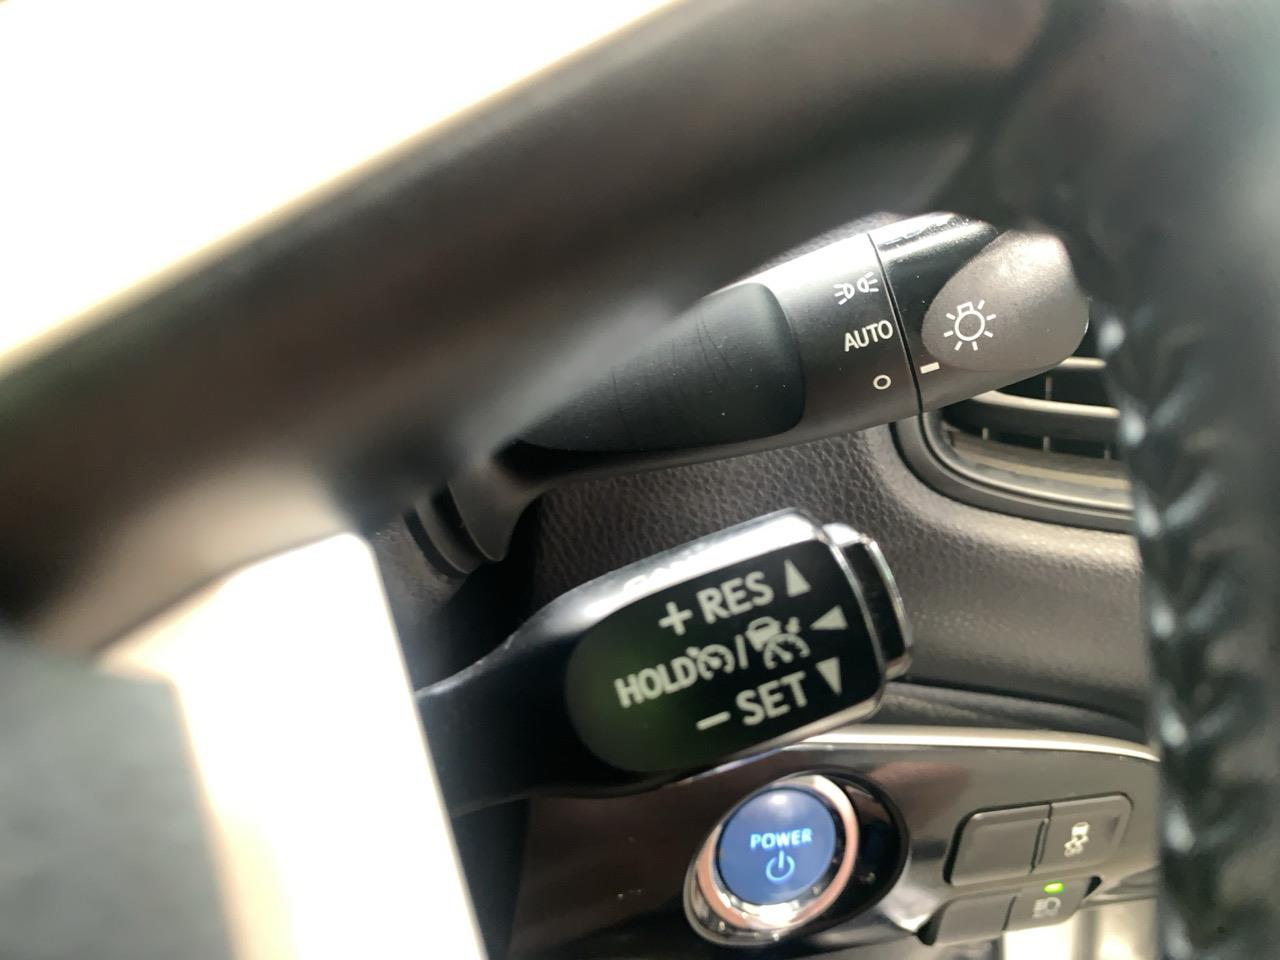 AUTO
+ RES
HOLD /
− SET
POWER